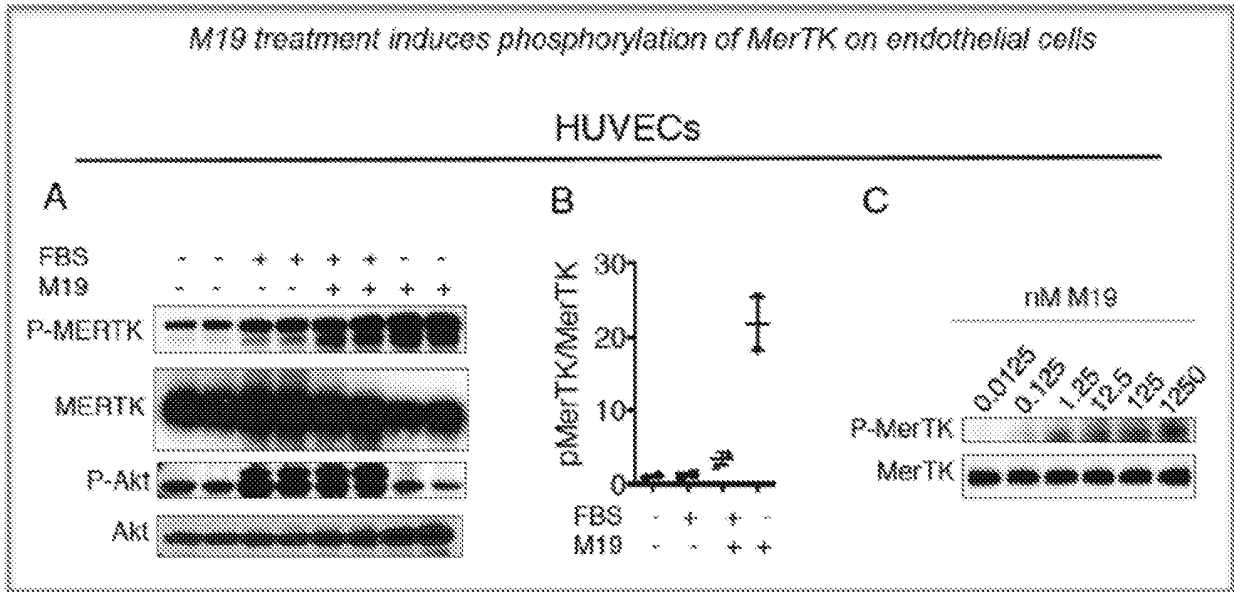 M19 treatment induces phosphorylation of MerTK on endothelial cells
HUVECs
A
FBS - - + + + + - -
M19 - - - - + + + +
P-MERTK
MERTK
P-Akt
Akt
B
pMerTK/MerTK
30
20
10
0
FBS - + + -
M19 - - + +
C
nM M19
0.0125 0.125 1.25 12.5 125 1250
P-MerTK
MerTK